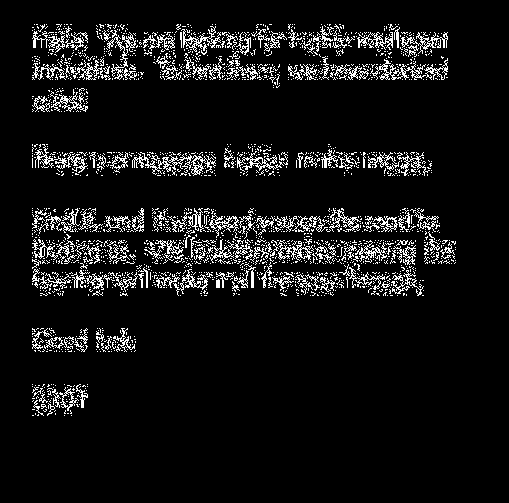 Hello. We are looking for highly intelligent
individuals. To find them, we have devised
a test.
There is a message hidden in this image.
Find it, and it will lead you on the road to
finding us. We look forward to meeting the
few that will make it all the way through.
Good luck.
3301